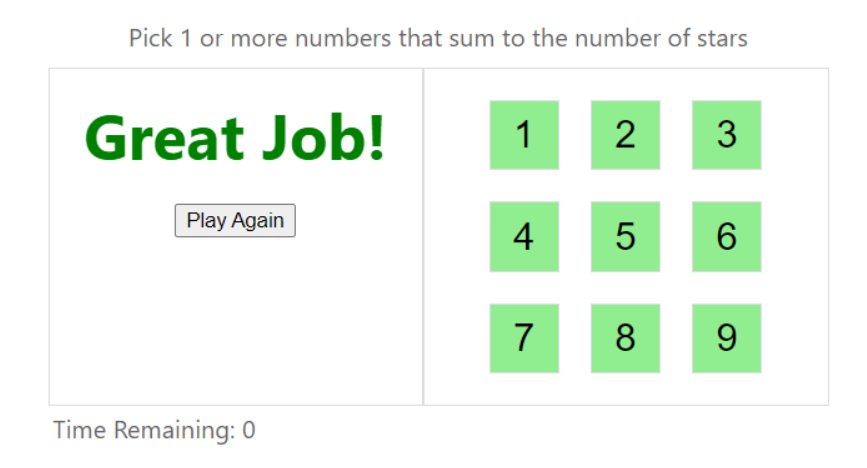 Pick 1 or more numbers that sum to the number of stars
Great Job!
Play Again
1 2 3
4 5 6
7 8 9
Time Remaining: 0